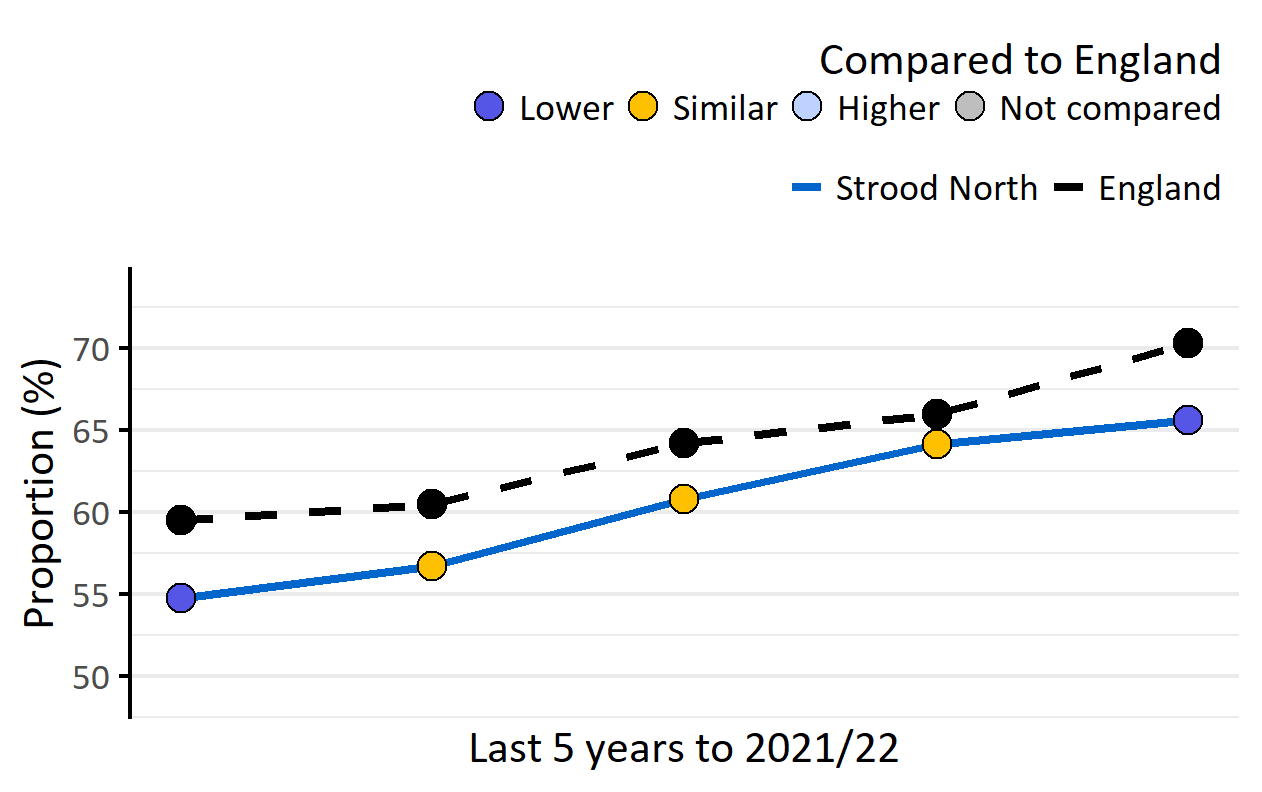 Compared to England
Lower Similar Higher Not compared
Strood North England
Proportion (%)
70
65
60
55
50
Last 5 years to 2021/22